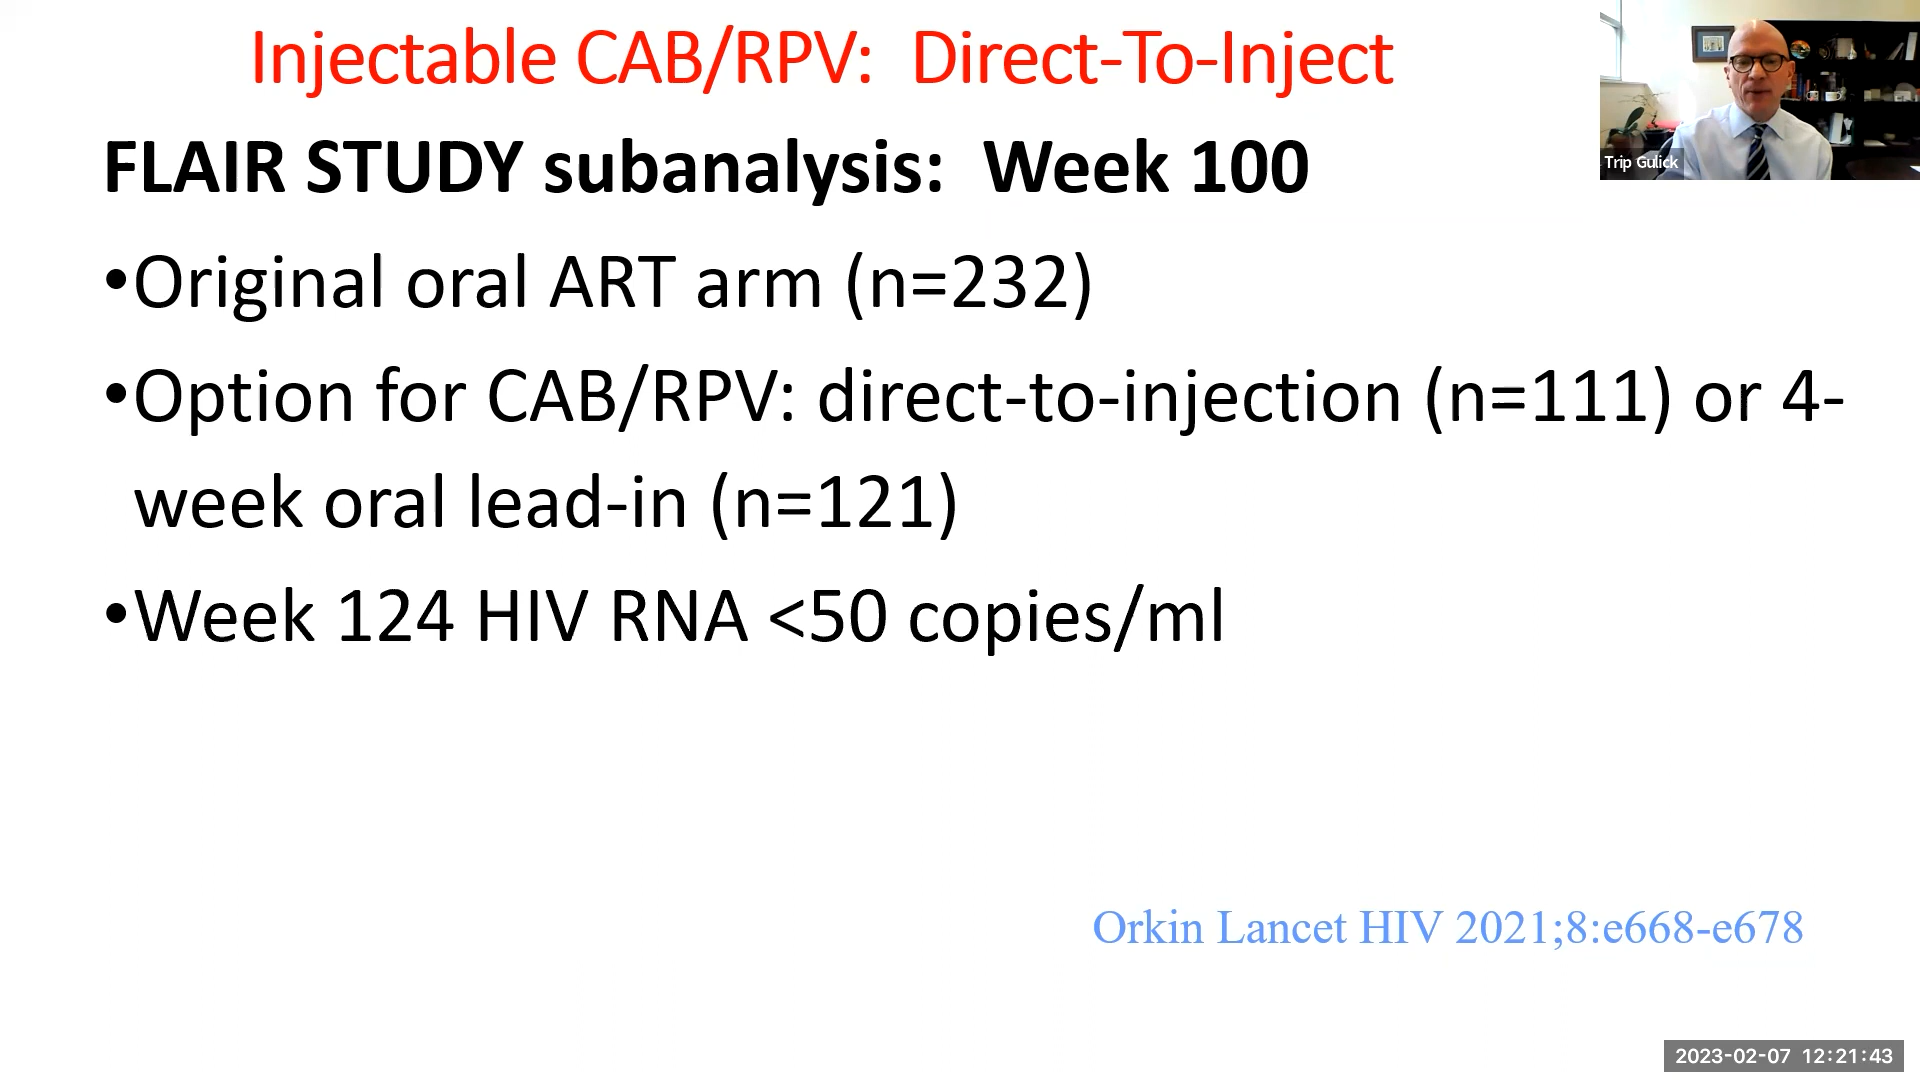 Injectable CAB/RPV:  Direct-To-Inject
Trip Gulick
FLAIR STUDY subanalysis:  Week 100
•Original oral ART arm (n=232)
•Option for CAB/RPV: direct-to-injection (n=111) or 4-
week oral lead-in (n=121)
•Week 124 HIV RNA <50 copies/ml
Orkin Lancet HIV 2021;8:e668-e678
2023-02-07  12:21:43